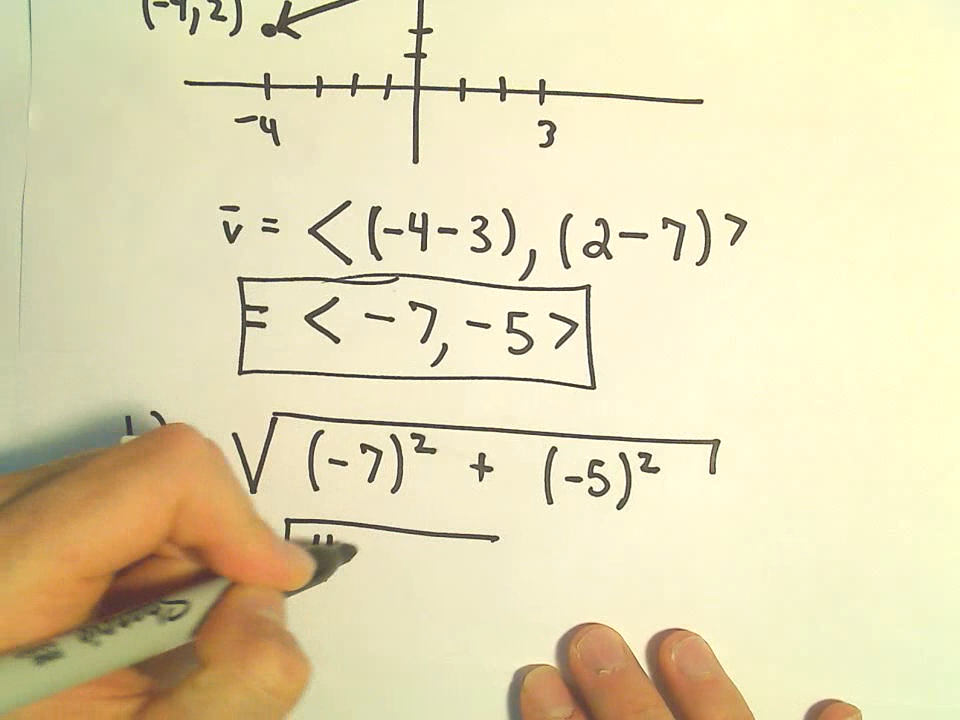 (-4, 2)
-4 3
v̄ = <(-4-3), (2-7)>
= <-7, -5>
√((-7)² + (-5)²)